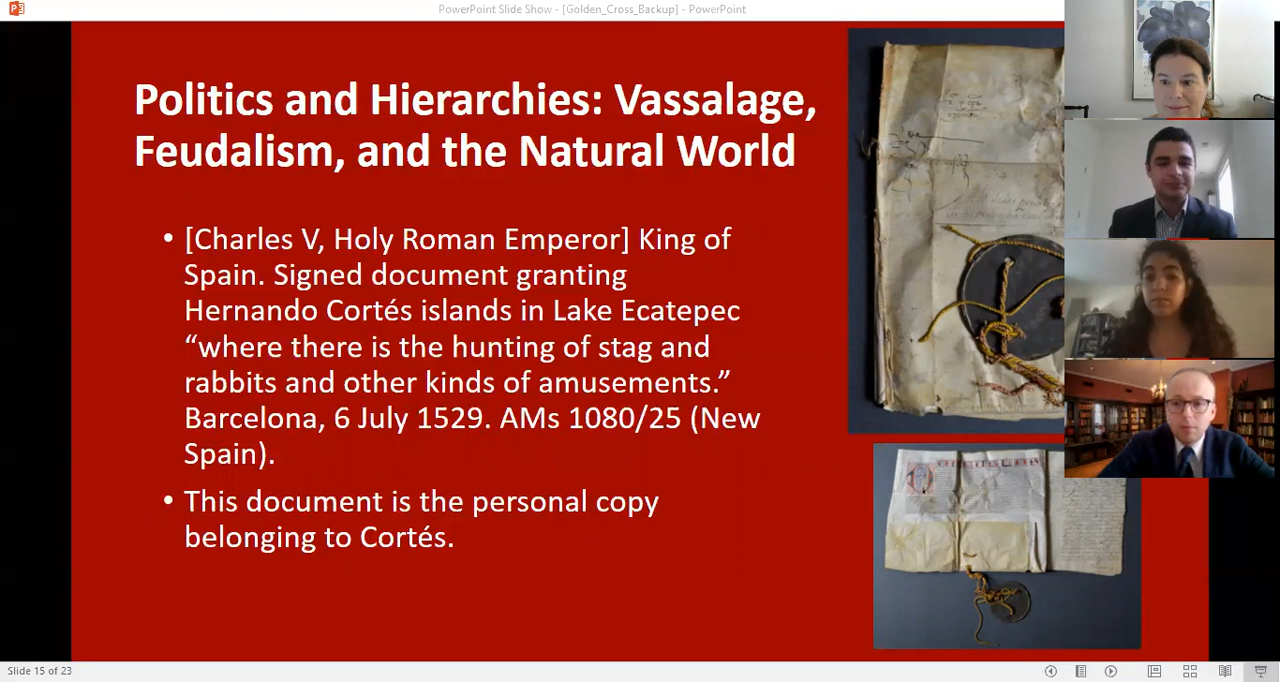 PowerPoint Slide Show - [Golden_Cross_Backup] - PowerPoint
Politics and Hierarchies: Vassalage,
Feudalism, and the Natural World
• [Charles V, Holy Roman Emperor] King of
Spain. Signed document granting
Hernando Cortés islands in Lake Ecatepec
“where there is the hunting of stag and
rabbits and other kinds of amusements.”
Barcelona, 6 July 1529. AMs 1080/25 (New
Spain).
• This document is the personal copy
belonging to Cortés.
Slide 15 of 23